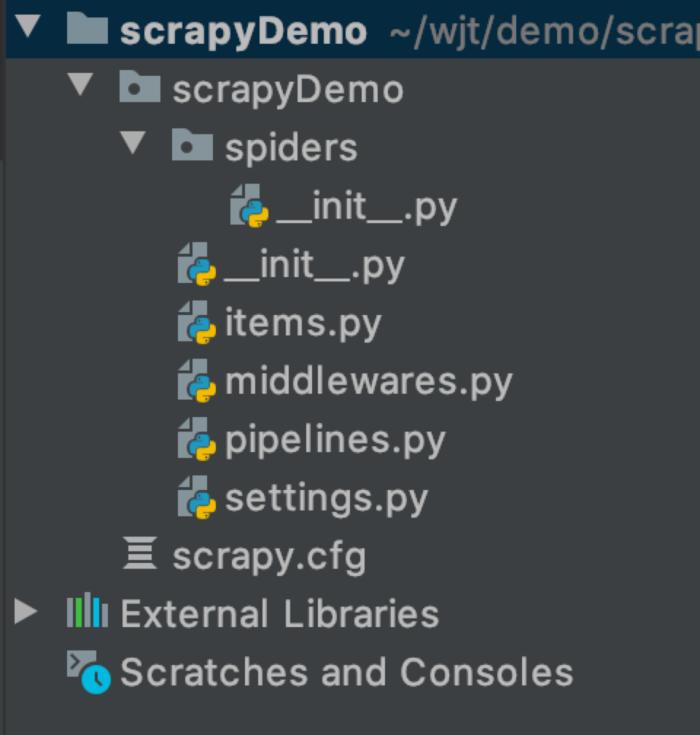 scrapyDemo ~/wjt/demo/scrap
scrapyDemo
spiders
__init__.py
__init__.py
items.py
middlewares.py
pipelines.py
settings.py
scrapy.cfg
External Libraries
Scratches and Consoles